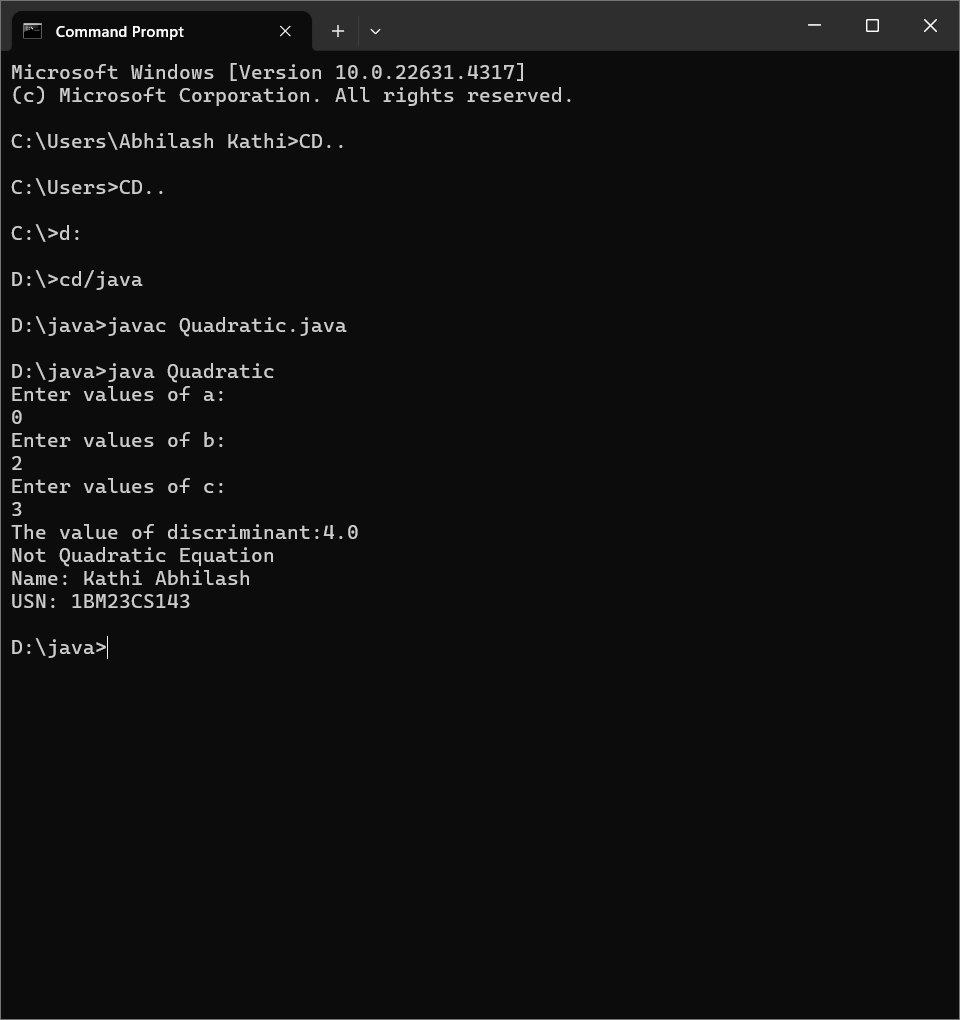 Command Prompt
Microsoft Windows [Version 10.0.22631.4317]
(c) Microsoft Corporation. All rights reserved.
C:\Users\Abhilash Kathi>CD..
C:\Users>CD..
C:\>d:
D:\>cd/java
D:\java>javac Quadratic.java
D:\java>java Quadratic
Enter values of a:
0
Enter values of b:
2
Enter values of c:
3
The value of discriminant:4.0
Not Quadratic Equation
Name: Kathi Abhilash
USN: 1BM23CS143
D:\java>